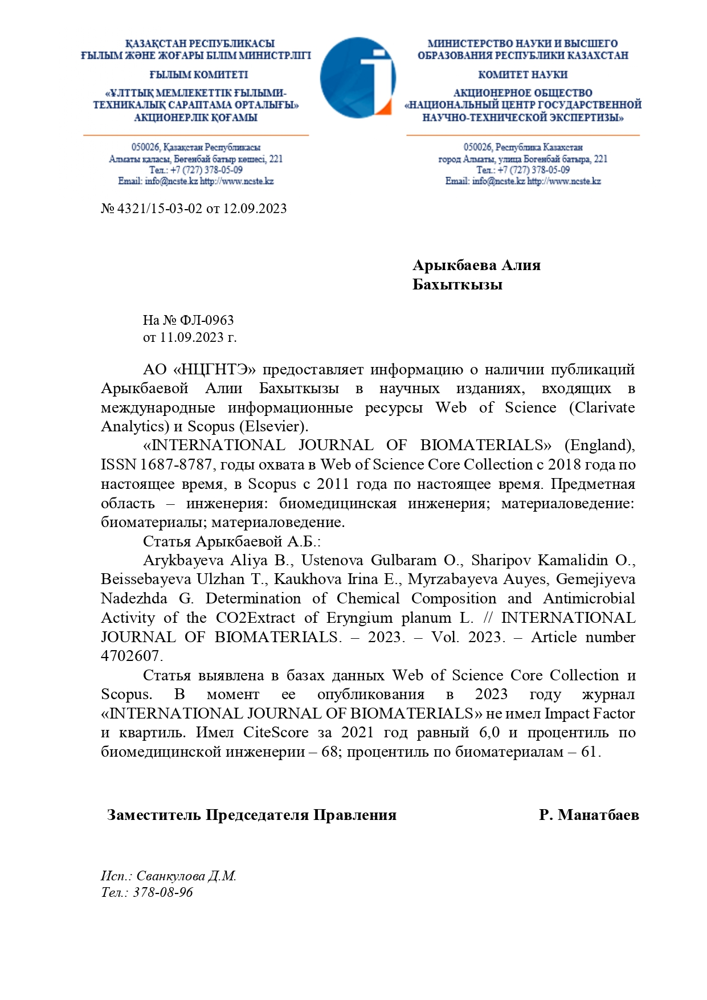 ҚАЗАҚСТАН РЕСПУБЛИКАСЫ
ҒЫЛЫМ ЖӘНЕ ЖОҒАРЫ БІЛІМ МИНИСТРЛІГІ
ҒЫЛЫМ КОМИТЕТІ
«ҰЛТТЫҚ МЕМЛЕКЕТТІК ҒЫЛЫМИ-
ТЕХНИКАЛЫҚ САРАПТАМА ОРТАЛЫҒЫ»
АКЦИОНЕРЛІК ҚОҒАМЫ
050026, Қазақстан Республикасы
Алматы қаласы, Бөгенбай батыр көшесі, 221
Тел.: +7 (727) 378-05-09
Email: info@ncste.kz http://www.ncste.kz
МИНИСТЕРСТВО НАУКИ И ВЫСШЕГО
ОБРАЗОВАНИЯ РЕСПУБЛИКИ КАЗАХСТАН
КОМИТЕТ НАУКИ
АКЦИОНЕРНОЕ ОБЩЕСТВО
«НАЦИОНАЛЬНЫЙ ЦЕНТР ГОСУДАРСТВЕННОЙ
НАУЧНО-ТЕХНИЧЕСКОЙ ЭКСПЕРТИЗЫ»
050026, Республика Казахстан
город Алматы, улица Богенбай батыра, 221
Тел.: +7 (727) 378-05-09
Email: info@ncste.kz http://www.ncste.kz
№ 4321/15-03-02 от 12.09.2023
Арыкбаева Алия
Бахыткызы
На № ФЛ-0963
от 11.09.2023 г.
АО «НЦГНТЭ» предоставляет информацию о наличии публикаций
Арыкбаевой Алии Бахыткызы в научных изданиях, входящих в
международные информационные ресурсы Web of Science (Clarivate
Analytics) и Scopus (Elsevier).
«INTERNATIONAL JOURNAL OF BIOMATERIALS» (England),
ISSN 1687-8787, годы охвата в Web of Science Core Collection с 2018 года по
настоящее время, в Scopus с 2011 года по настоящее время. Предметная
область – инженерия: биомедицинская инженерия; материаловедение:
биоматериалы; материаловедение.
Статья Арыкбаевой А.Б.:
Arykbayeva Aliya B., Ustenova Gulbaram O., Sharipov Kamalidin O.,
Beissebayeva Ulzhan T., Kaukhova Irina E., Myrzabayeva Auyes, Gemejiyeva
Nadezhda G. Determination of Chemical Composition and Antimicrobial
Activity of the CO2Extract of Eryngium planum L. // INTERNATIONAL
JOURNAL OF BIOMATERIALS. – 2023. – Vol. 2023. – Article number
4702607.
Статья выявлена в базах данных Web of Science Core Collection и
Scopus. В момент ее опубликования в 2023 году журнал
«INTERNATIONAL JOURNAL OF BIOMATERIALS» не имел Impact Factor
и квартиль. Имел CiteScore за 2021 год равный 6,0 и процентиль по
биомедицинской инженерии – 68; процентиль по биоматериалам – 61.
Заместитель Председателя Правления Р. Манатбаев
Исп.: Сванкулова Д.М.
Тел.: 378-08-96